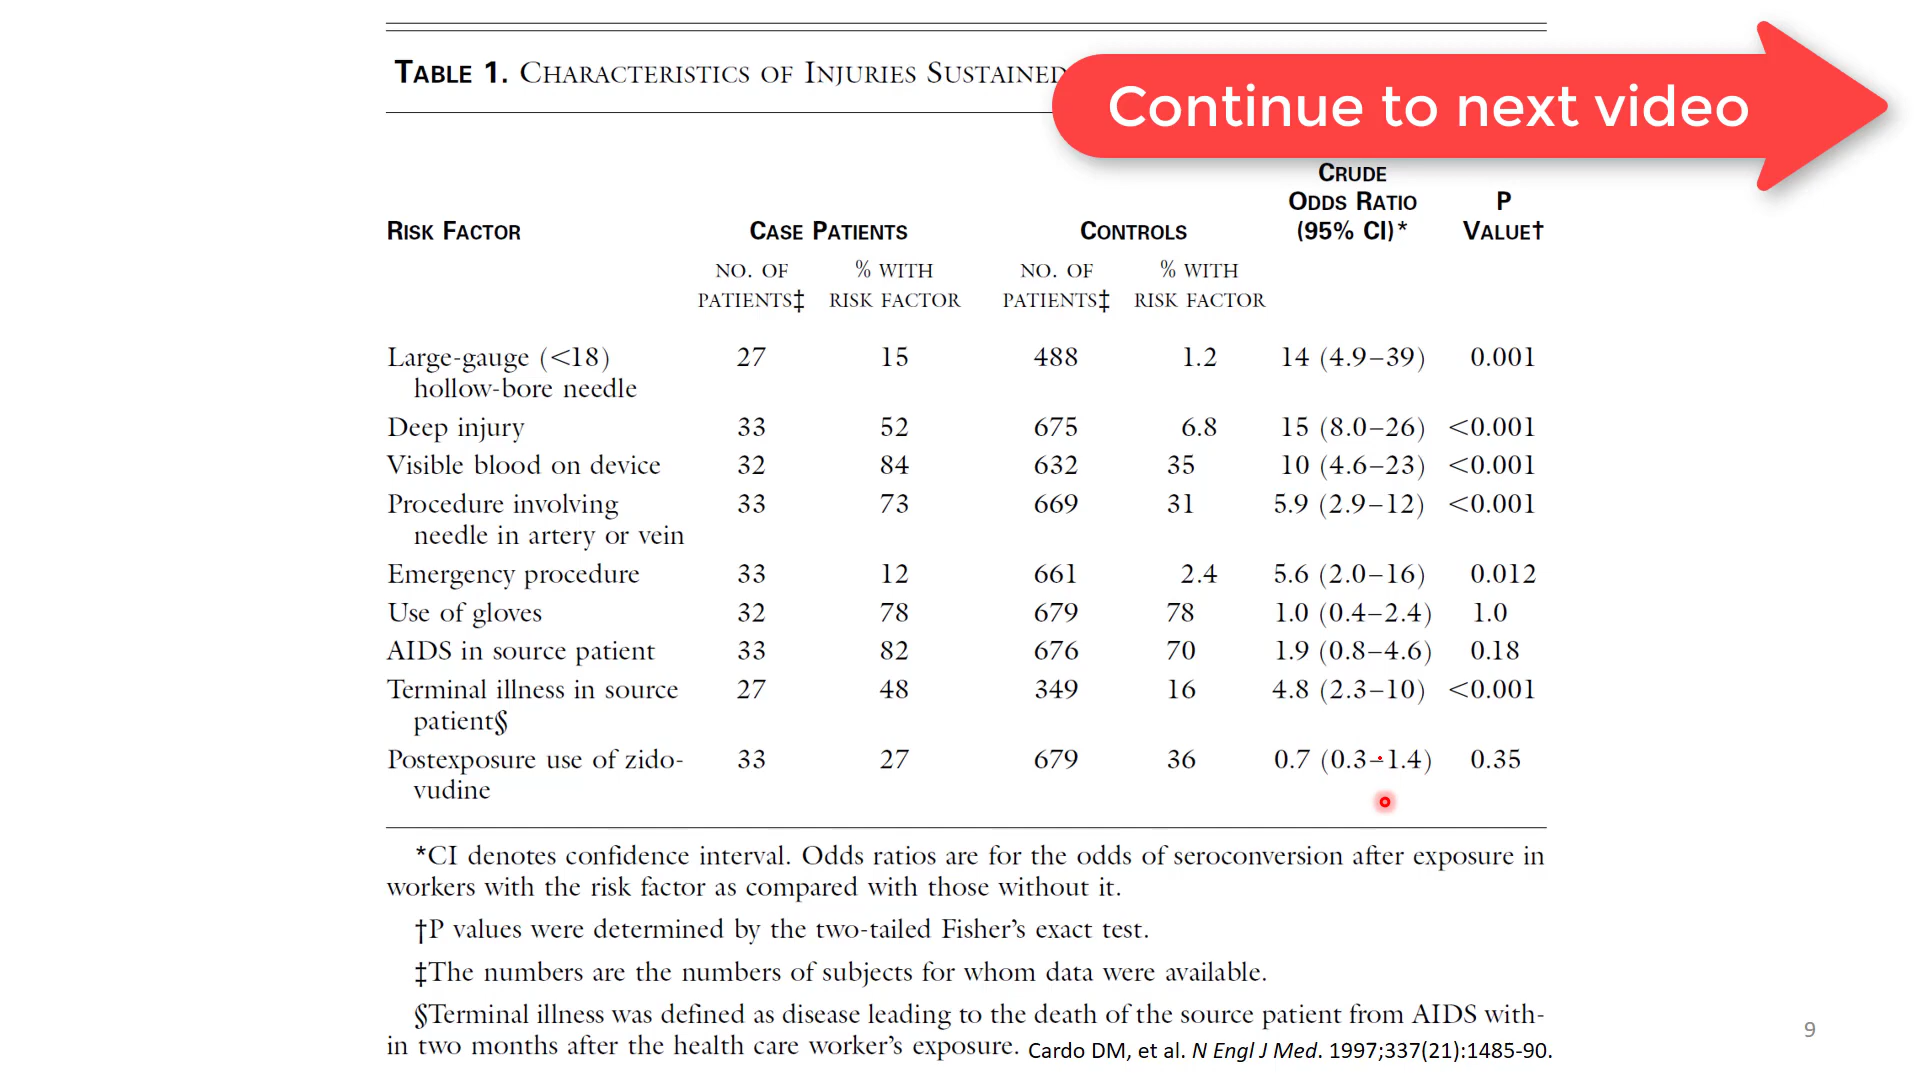 TABLE 1. CHARACTERISTICS OF INJURIES SUSTAINED
Continue to next video
RISK FACTOR CASE PATIENTS CONTROLS CRUDE ODDS RATIO (95% CI)* P VALUE†
NO. OF PATIENTS‡ % WITH RISK FACTOR NO. OF PATIENTS‡ % WITH RISK FACTOR
Large-gauge (<18) 27 15 488 1.2 14 (4.9–39) 0.001
hollow-bore needle
Deep injury 33 52 675 6.8 15 (8.0–26) <0.001
Visible blood on device 32 84 632 35 10 (4.6–23) <0.001
Procedure involving 33 73 669 31 5.9 (2.9–12) <0.001
needle in artery or vein
Emergency procedure 33 12 661 2.4 5.6 (2.0–16) 0.012
Use of gloves 32 78 679 78 1.0 (0.4–2.4) 1.0
AIDS in source patient 33 82 676 70 1.9 (0.8–4.6) 0.18
Terminal illness in source 27 48 349 16 4.8 (2.3–10) <0.001
patient§
Postexposure use of zido- 33 27 679 36 0.7 (0.3–1.4) 0.35
vudine
*CI denotes confidence interval. Odds ratios are for the odds of seroconversion after exposure in
workers with the risk factor as compared with those without it.
†P values were determined by the two-tailed Fisher's exact test.
‡The numbers are the numbers of subjects for whom data were available.
§Terminal illness was defined as disease leading to the death of the source patient from AIDS with-
in two months after the health care worker's exposure.
Cardo DM, et al. N Engl J Med. 1997;337(21):1485-90.
9